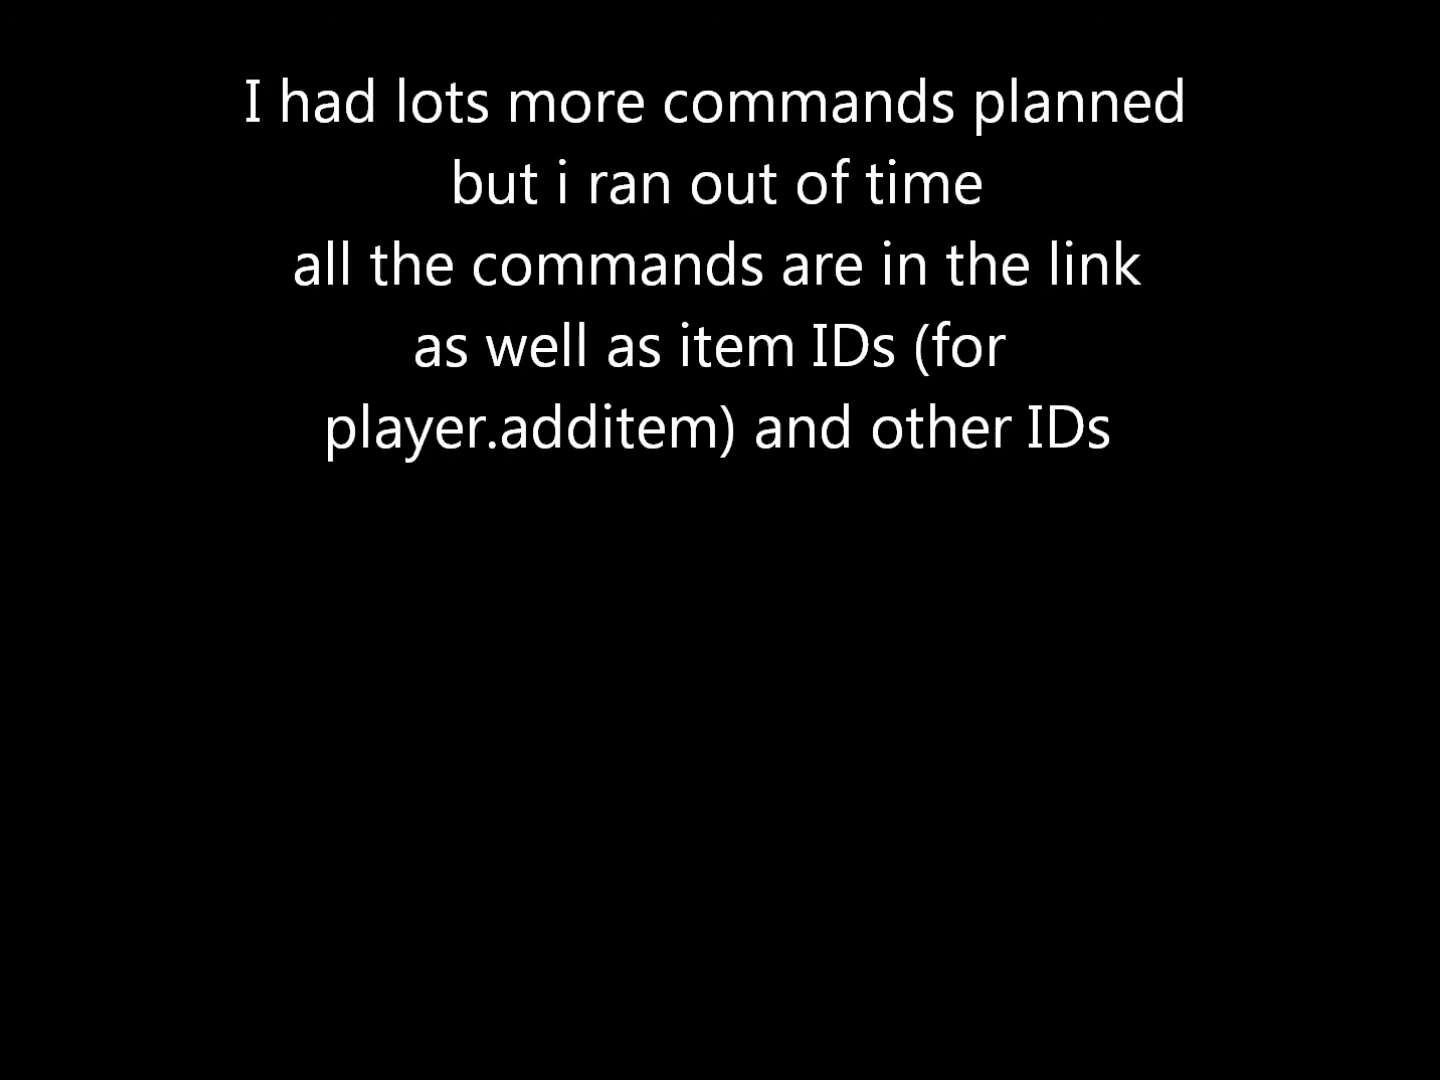 I had lots more commands planned
but i ran out of time
all the commands are in the link
as well as item IDs (for
player.additem) and other IDs